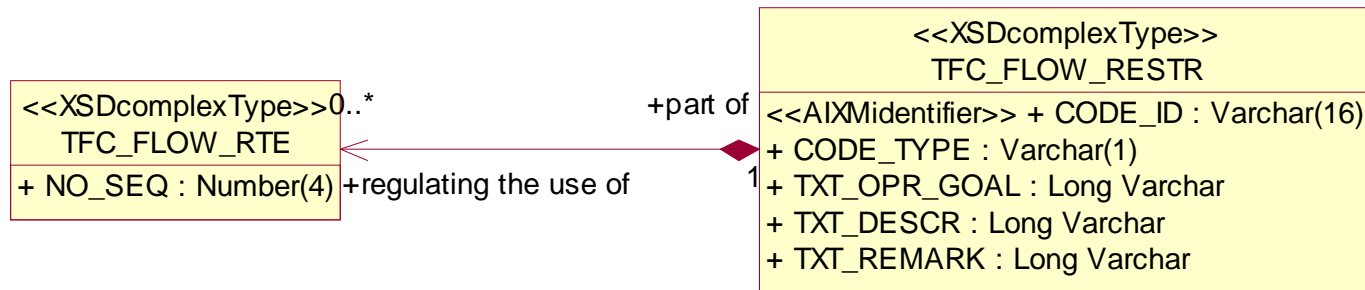 <<XSDcomplexType>>
TFC_FLOW_RTE
+ NO_SEQ : Number(4)
0..*
+regulating the use of
+part of
1
<<XSDcomplexType>>
TFC_FLOW_RESTR
<<AIXMidentifier>> + CODE_ID : Varchar(16)
+ CODE_TYPE : Varchar(1)
+ TXT_OPR_GOAL : Long Varchar
+ TXT_DESCR : Long Varchar
+ TXT_REMARK : Long Varchar